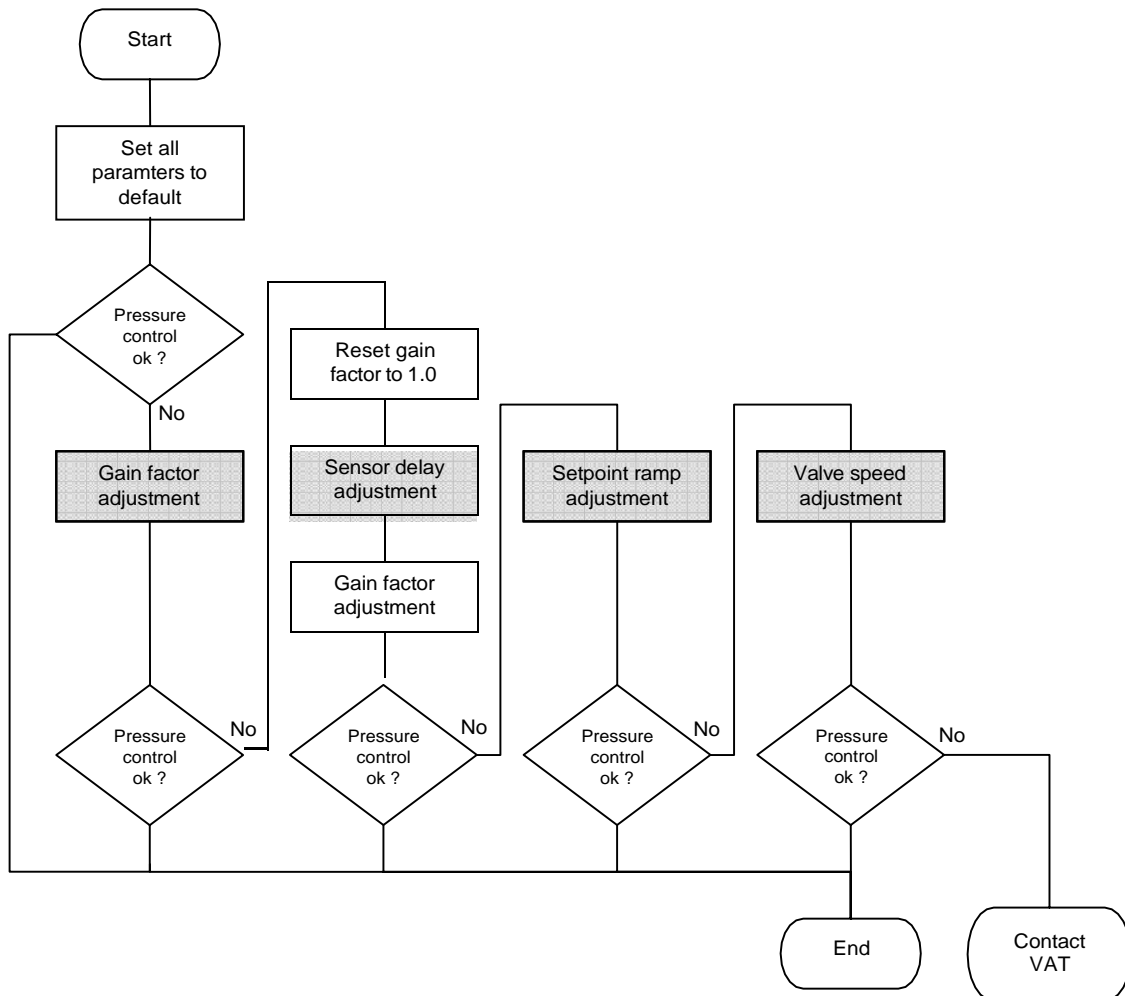 Start
Set all
paramters to
default
Pressure
control
ok ?
No
Gain factor
adjustment
Pressure
control
ok ?
No
Reset gain
factor to 1.0
Sensor delay
adjustment
Gain factor
adjustment
Pressure
control
ok ?
No
Setpoint ramp
adjustment
Pressure
control
ok ?
No
Valve speed
adjustment
Pressure
control
ok ?
No
End
Contact
VAT